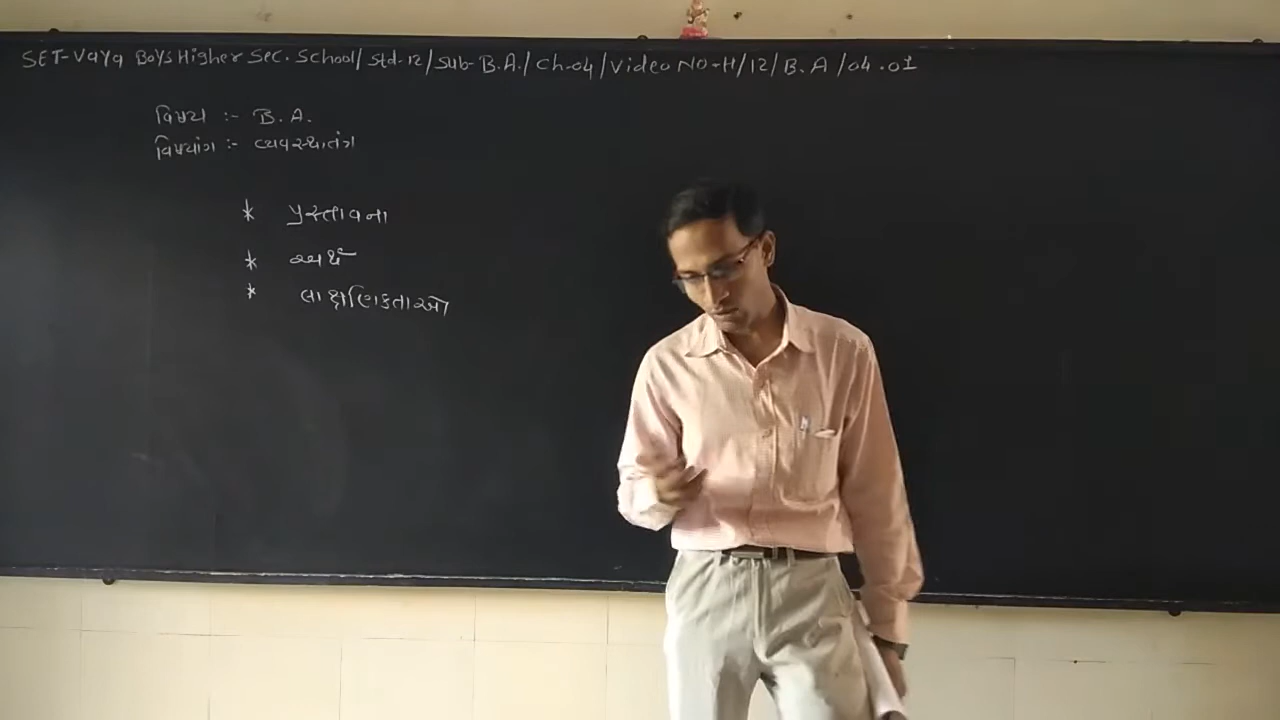 SET-Vaya Boys Higher Sec. School/ Std-12/ Sub- B.A./ Ch.04 / Video No-H/12/ B.A /04.01
વિષય :- B.A.
વિષયાંગ :- વ્યવસ્થાતંત્ર
* પ્રસ્તાવના
* અર્થ
* લાક્ષણિકતાઓ